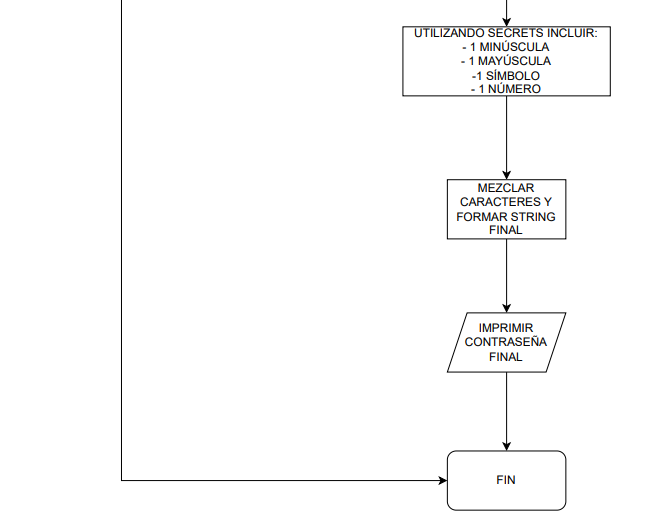 UTILIZANDO SECRETS INCLUIR:
- 1 MINÚSCULA
- 1 MAYÚSCULA
-1 SÍMBOLO
- 1 NÚMERO
MEZCLAR
CARACTERES Y
FORMAR STRING
FINAL
IMPRIMIR
CONTRASEÑA
FINAL
FIN